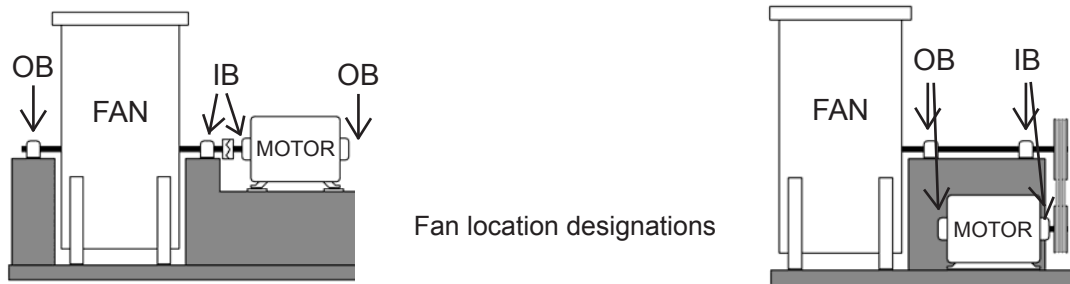 OB
IB
OB
FAN
MOTOR
Fan location designations
OB
IB
FAN
MOTOR